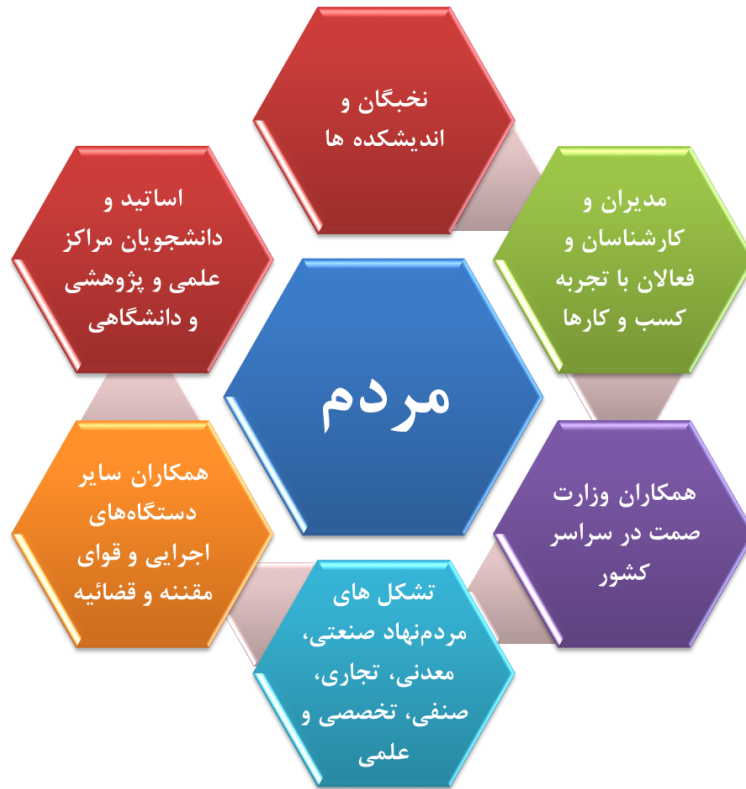 نخبگان و
اندیشکده ها
مدیران و
کارشناسان و
فعالان با تجربه
کسب و کارها
همکاران وزارت
صمت در سراسر
کشور
تشکل های
مردم‌نهاد صنعتی،
معدنی، تجاری،
صنفی، تخصصی و
علمی
همکاران سایر
دستگاه‌های
اجرایی و قوای
مقننه و قضائیه
اساتید و
دانشجویان مراکز
علمی و پژوهشی
و دانشگاهی
مردم